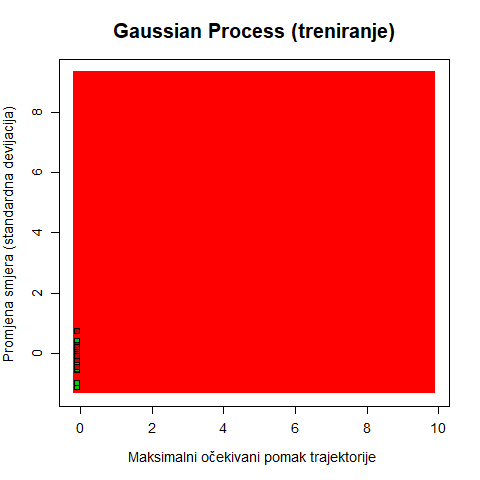 Gaussian Process (treniranje)
Promjena smjera (standardna devijacija)
8
6
4
2
0
0 2 4 6 8 10
Maksimalni očekivani pomak trajektorije